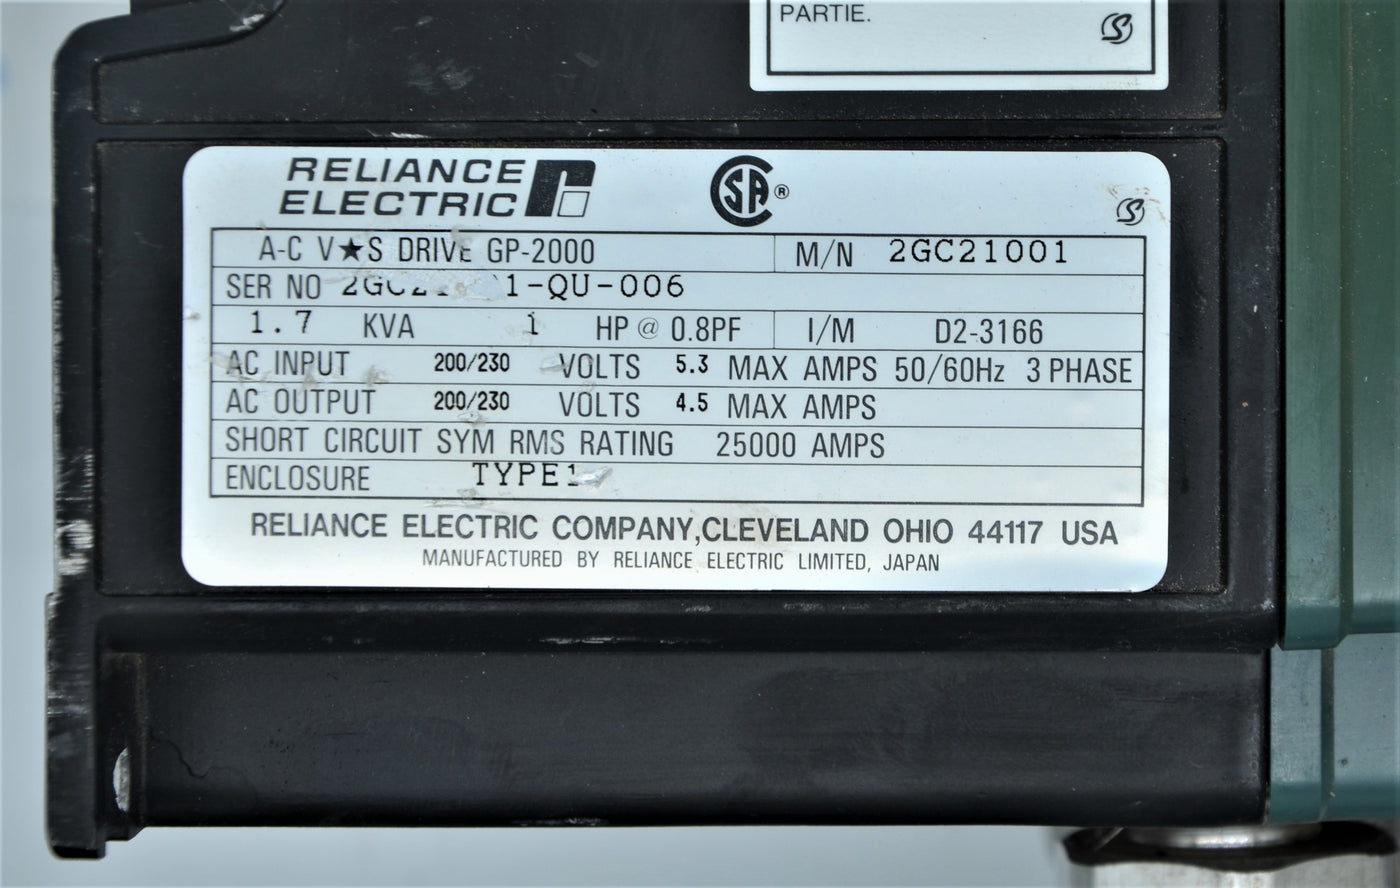 PARTIE.
RELIANCE
ELECTRIC
SA ®
A-C V★S DRIVE GP-2000 M/N 2GC21001
SER NO 1-QU-006
1.7 KVA 1 HP @ 0.8PF I/M D2-3166
AC INPUT 200/230 VOLTS 5.3 MAX AMPS 50/60Hz 3 PHASE
AC OUTPUT 200/230 VOLTS 4.5 MAX AMPS
SHORT CIRCUIT SYM RMS RATING 25000 AMPS
ENCLOSURE TYPE1
RELIANCE ELECTRIC COMPANY,CLEVELAND OHIO 44117 USA
MANUFACTURED BY RELIANCE ELECTRIC LIMITED, JAPAN